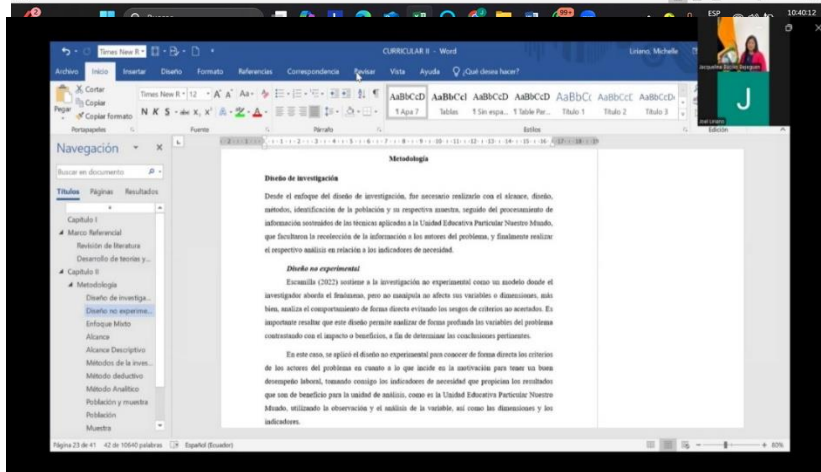 ESP
10:40:12
99+
CURRICULAR II - Word
Liriano, Michelle
Archivo Inicio Insertar Diseño Formato Referencias Correspondencia Revisar Vista Ayuda ¿Qué desea hacer?
Pegar
Cortar
Copiar
Copiar formato
Portapapeles
Times New R 12
N K S
Fuente
Párrafo
AaBbCcD AaBbCcI AaBbCcD AaBbCcD AaBbCc AaBbCcC AaBbCcD
1 Apa 7 Tablas 1 Sin espa... 1 Table Par... Título 1 Título 2 Título 3
Estilos
Edición
J
Navegación
Buscar en documento
Títulos Páginas Resultados
Capítulo I
Marco Referencial
Revisión de literatura
Desarrollo de teorías y...
Capítulo II
Metodología
Diseño de investiga...
Diseño no experime...
Enfoque Mixto
Alcance
Alcance Descriptivo
Métodos de la inves...
Método deductivo
Método Analítico
Población y muestra
Población
Muestra
Metodología
Diseño de investigación
Desde el enfoque del diseño de investigación, fue necesario realizarlo con el alcance, diseño,
métodos, identificación de la población y su respectiva muestra, seguido del procesamiento de
información sostenidos de las técnicas aplicadas a la Unidad Educativa Particular Nuestro Mundo,
que facultaron la recolección de la información a los autores del problema, y finalmente realizar
el respectivo análisis en relación a los indicadores de necesidad.
Diseño no experimental
Escamilla (2022) sostiene a la investigación no experimental como un modelo donde el
investigador aborda el fenómeno, pero no manipula no afecta sus variables o dimensiones, más
bien, analiza el comportamiento de forma directa evitando los sesgos de criterios no acertados. Es
importante resaltar que este diseño permite analizar de forma profunda las variables del problema
contrastando con el impacto o beneficios, a fin de determinar las conclusiones pertinentes.
En este caso, se aplicó el diseño no experimental para conocer de forma directa los criterios
de los actores del problema en cuanto a lo que incide en la motivación para tener un buen
desempeño laboral, tomando consigo los indicadores de necesidad que propicien los resultados
que son de beneficio para la unidad de análisis, como es la Unidad Educativa Particular Nuestro
Mundo, utilizando la observación y el análisis de la variable, así como las dimensiones y los
indicadores.
Página 23 de 41 42 de 10640 palabras Español (Ecuador)
80%